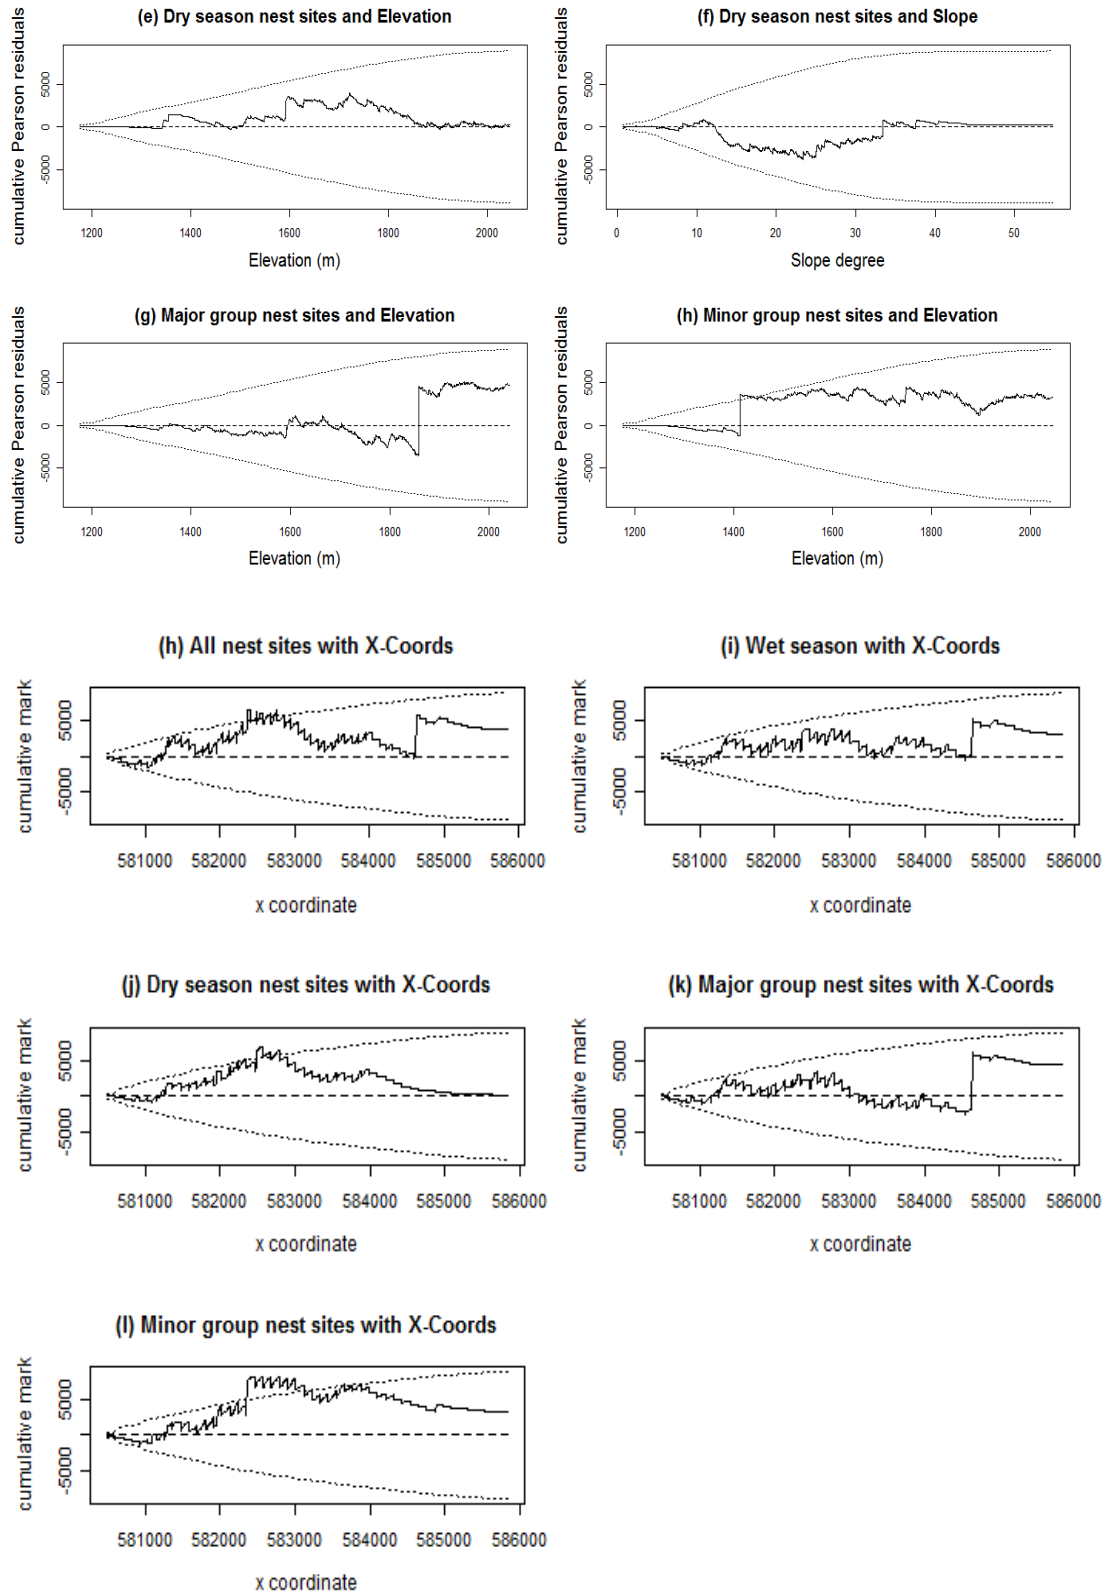 (e) Dry season nest sites and Elevation
cumulative Pearson residuals
5000
0
-5000
1200 1400 1600 1800 2000
Elevation (m)
(f) Dry season nest sites and Slope
cumulative Pearson residuals
5000
0
-5000
0 10 20 30 40 50
Slope degree
(g) Major group nest sites and Elevation
cumulative Pearson residuals
5000
0
-5000
1200 1400 1600 1800 2000
Elevation (m)
(h) Minor group nest sites and Elevation
cumulative Pearson residuals
5000
0
-5000
1200 1400 1600 1800 2000
Elevation (m)
(h) All nest sites with X-Coords
cumulative mark
5000
0
-5000
581000 582000 583000 584000 585000 586000
x coordinate
(i) Wet season with X-Coords
cumulative mark
5000
0
-5000
581000 582000 583000 584000 585000 586000
x coordinate
(j) Dry season nest sites with X-Coords
cumulative mark
5000
0
-5000
581000 582000 583000 584000 585000 586000
x coordinate
(k) Major group nest sites with X-Coords
cumulative mark
5000
0
-5000
581000 582000 583000 584000 585000 586000
x coordinate
(l) Minor group nest sites with X-Coords
cumulative mark
5000
0
-5000
581000 582000 583000 584000 585000 586000
x coordinate